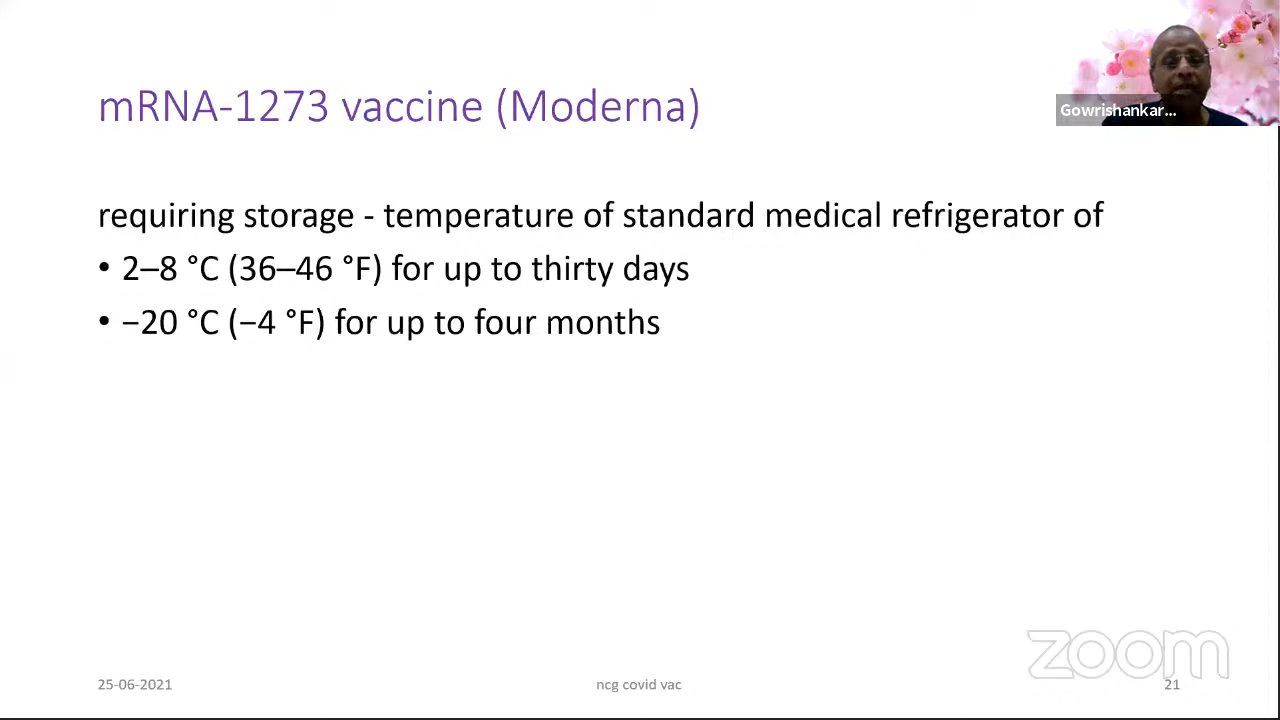 mRNA-1273 vaccine (Moderna)
Gowrishankar...
requiring storage - temperature of standard medical refrigerator of
• 2–8 °C (36–46 °F) for up to thirty days
• −20 °C (−4 °F) for up to four months
zoom
25-06-2021
ncg covid vac
21